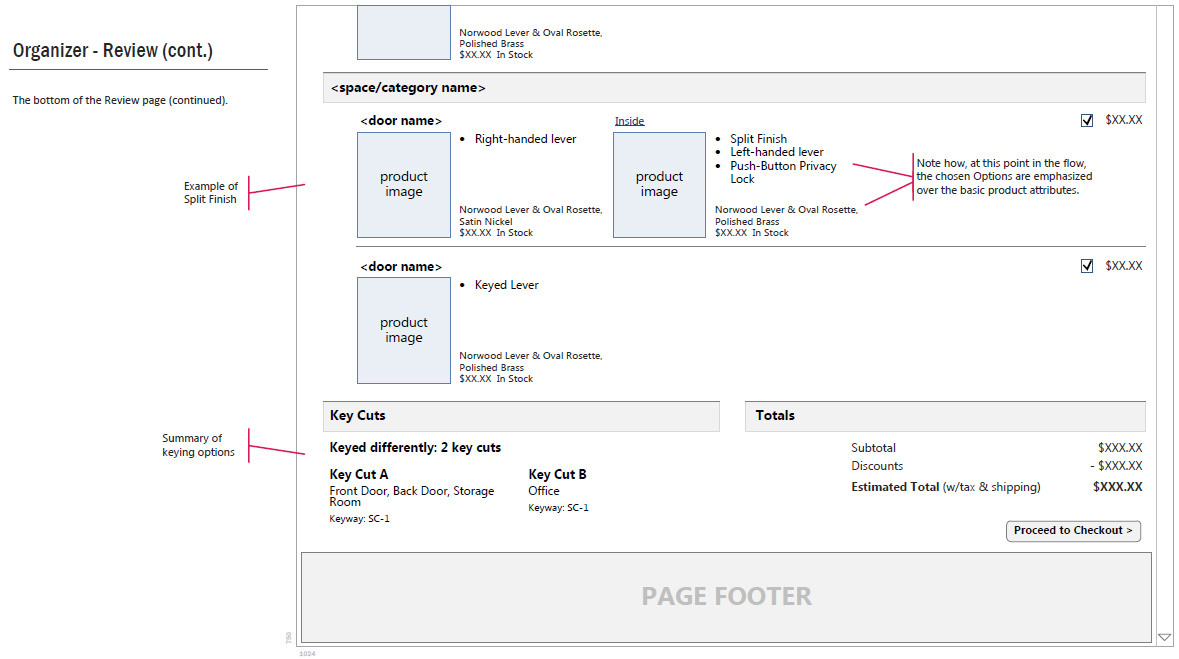 Organizer - Review (cont.)
The bottom of the Review page (continued).
Norwood Lever & Oval Rosette,
Polished Brass
$XX.XX In Stock
<space/category name>
<door name>
• Right-handed lever
product
image
Norwood Lever & Oval Rosette,
Satin Nickel
$XX.XX In Stock
Inside
• Split Finish
• Left-handed lever
• Push-Button Privacy
Lock
product
image
Norwood Lever & Oval Rosette,
Polished Brass
$XX.XX In Stock
$XX.XX
Example of
Split Finish
Note how, at this point in the flow,
the chosen Options are emphasized
over the basic product attributes.
<door name>
• Keyed Lever
product
image
Norwood Lever & Oval Rosette,
Polished Brass
$XX.XX In Stock
$XX.XX
Summary of
keying options
Key Cuts
Keyed differently: 2 key cuts
Key Cut A
Front Door, Back Door, Storage
Room
Keyway: SC-1
Key Cut B
Office
Keyway: SC-1
Totals
Subtotal $XXX.XX
Discounts - $XXX.XX
Estimated Total (w/tax & shipping) $XXX.XX
Proceed to Checkout >
PAGE FOOTER
750
1024